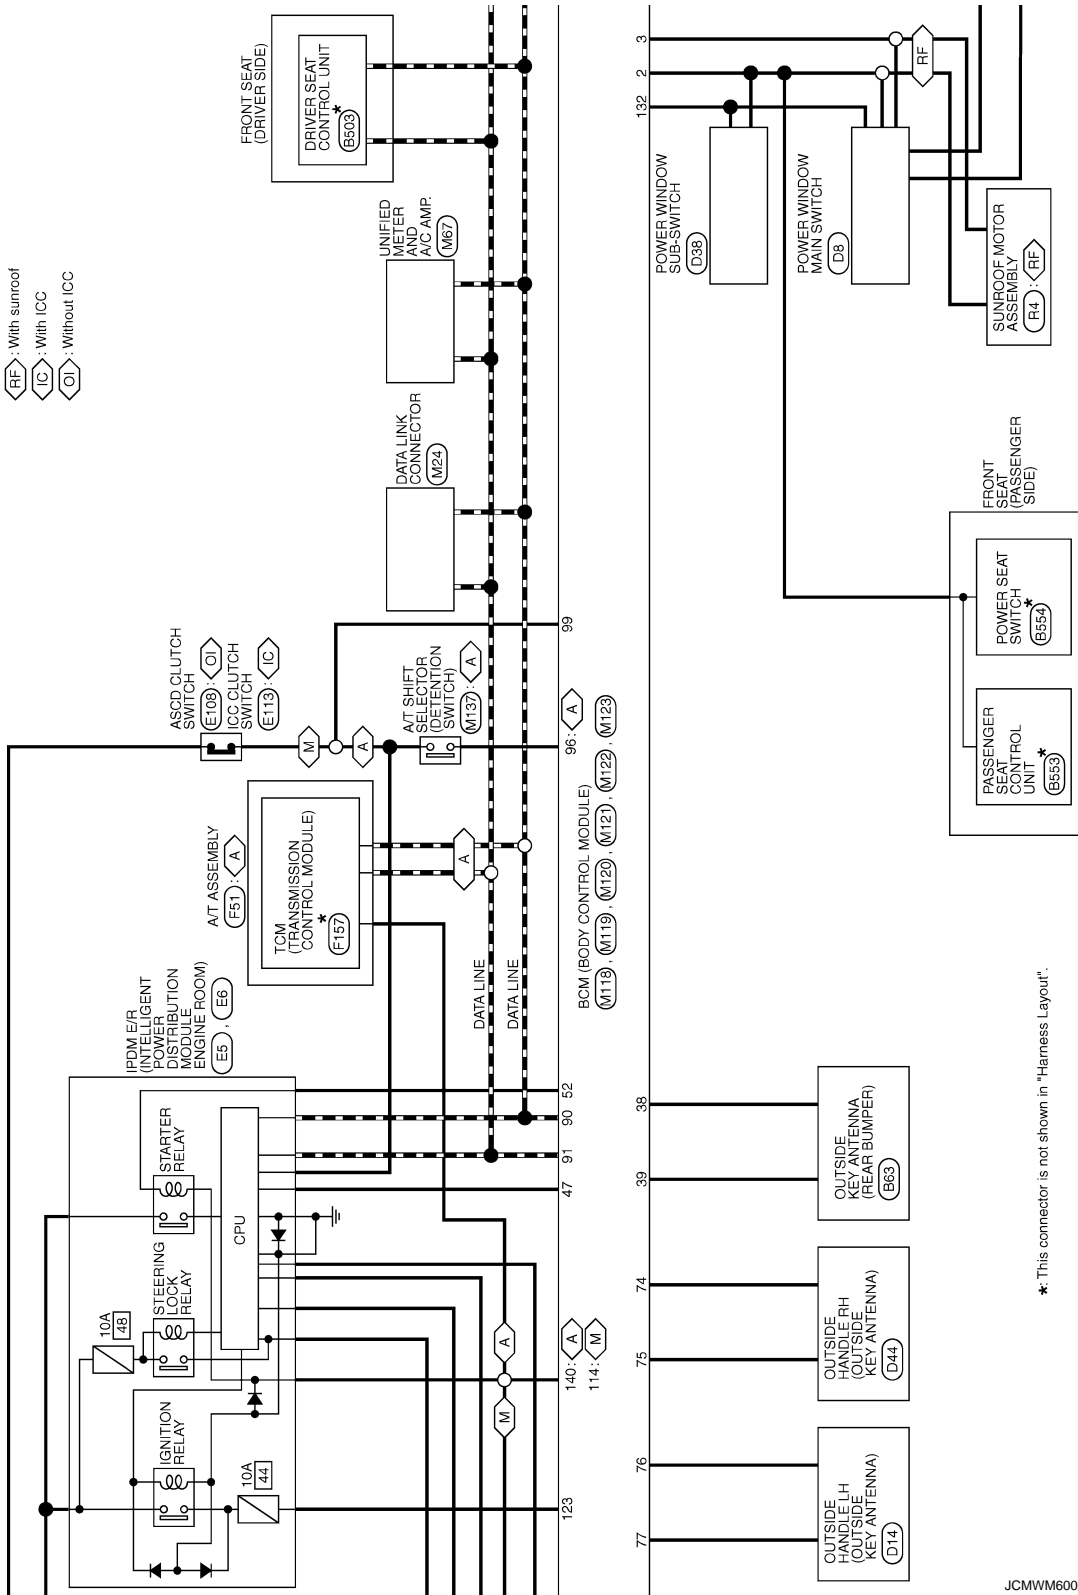 RF : With sunroof
IC : With ICC
OI : Without ICC
FRONT SEAT
(DRIVER SIDE)
DRIVER SEAT
CONTROL UNIT
*
B503
UNIFIED
METER
AND
A/C AMP.
M67
DATA LINK
CONNECTOR
M24
ASCD CLUTCH
SWITCH
E108 : OI
ICC CLUTCH
SWITCH
E113 : IC
M
A
A/T SHIFT
SELECTOR
(DETENTION
SWITCH)
M137 : A
A/T ASSEMBLY
F51 : A
TCM
(TRANSMISSION
CONTROL MODULE)
*
F157
A
DATA LINE
DATA LINE
IPDM E/R
(INTELLIGENT
POWER
DISTRIBUTION
MODULE
ENGINE ROOM)
E5 , E6
STARTER
RELAY
CPU
STEERING
LOCK
RELAY
10A
48
IGNITION
RELAY
10A
44
A
M
99
96 : A
52
90
91
47
140 : A
114 : M
123
BCM (BODY CONTROL MODULE)
M118 , M119 , M120 , M121 , M122 , M123
3
2
132
38
39
74
75
76
77
RF
POWER WINDOW
SUB-SWITCH
D38
POWER WINDOW
MAIN SWITCH
D8
SUNROOF MOTOR
ASSEMBLY
R4 : RF
FRONT
SEAT
(PASSENGER
SIDE)
POWER SEAT
SWITCH
*
B554
PASSENGER
SEAT
CONTROL
UNIT
*
B553
OUTSIDE
KEY ANTENNA
(REAR BUMPER)
B63
OUTSIDE
HANDLE RH
(OUTSIDE
KEY ANTENNA)
D44
OUTSIDE
HANDLE LH
(OUTSIDE
KEY ANTENNA)
D14
*: This connector is not shown in "Harness Layout".
JCMWM600